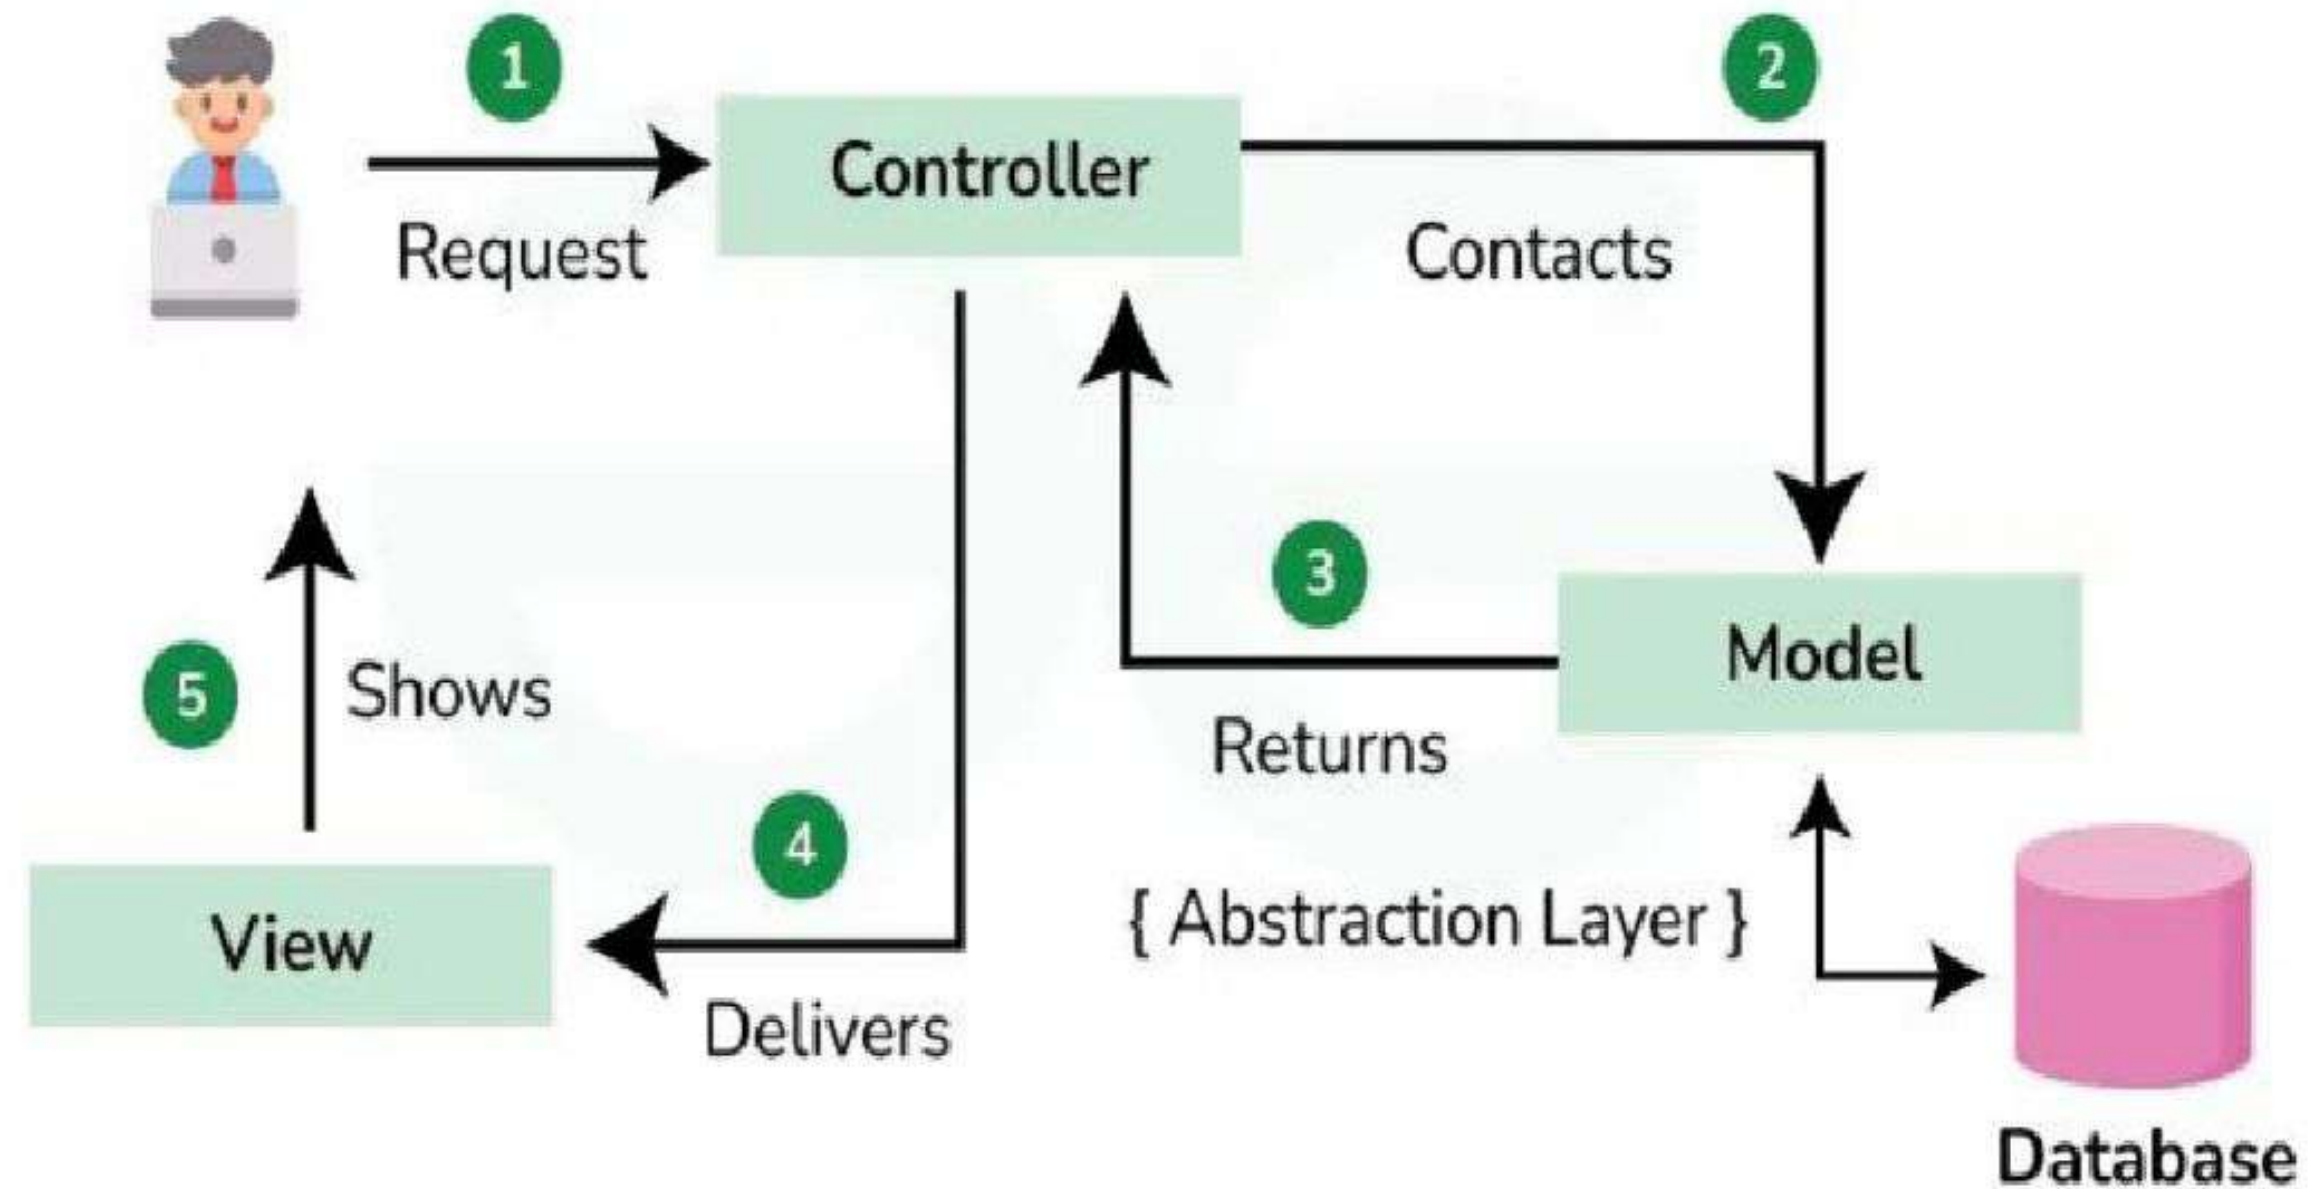 1
2
Controller
Request
Contacts
3
Model
5
Shows
Returns
4
{ Abstraction Layer }
View
Delivers
Database